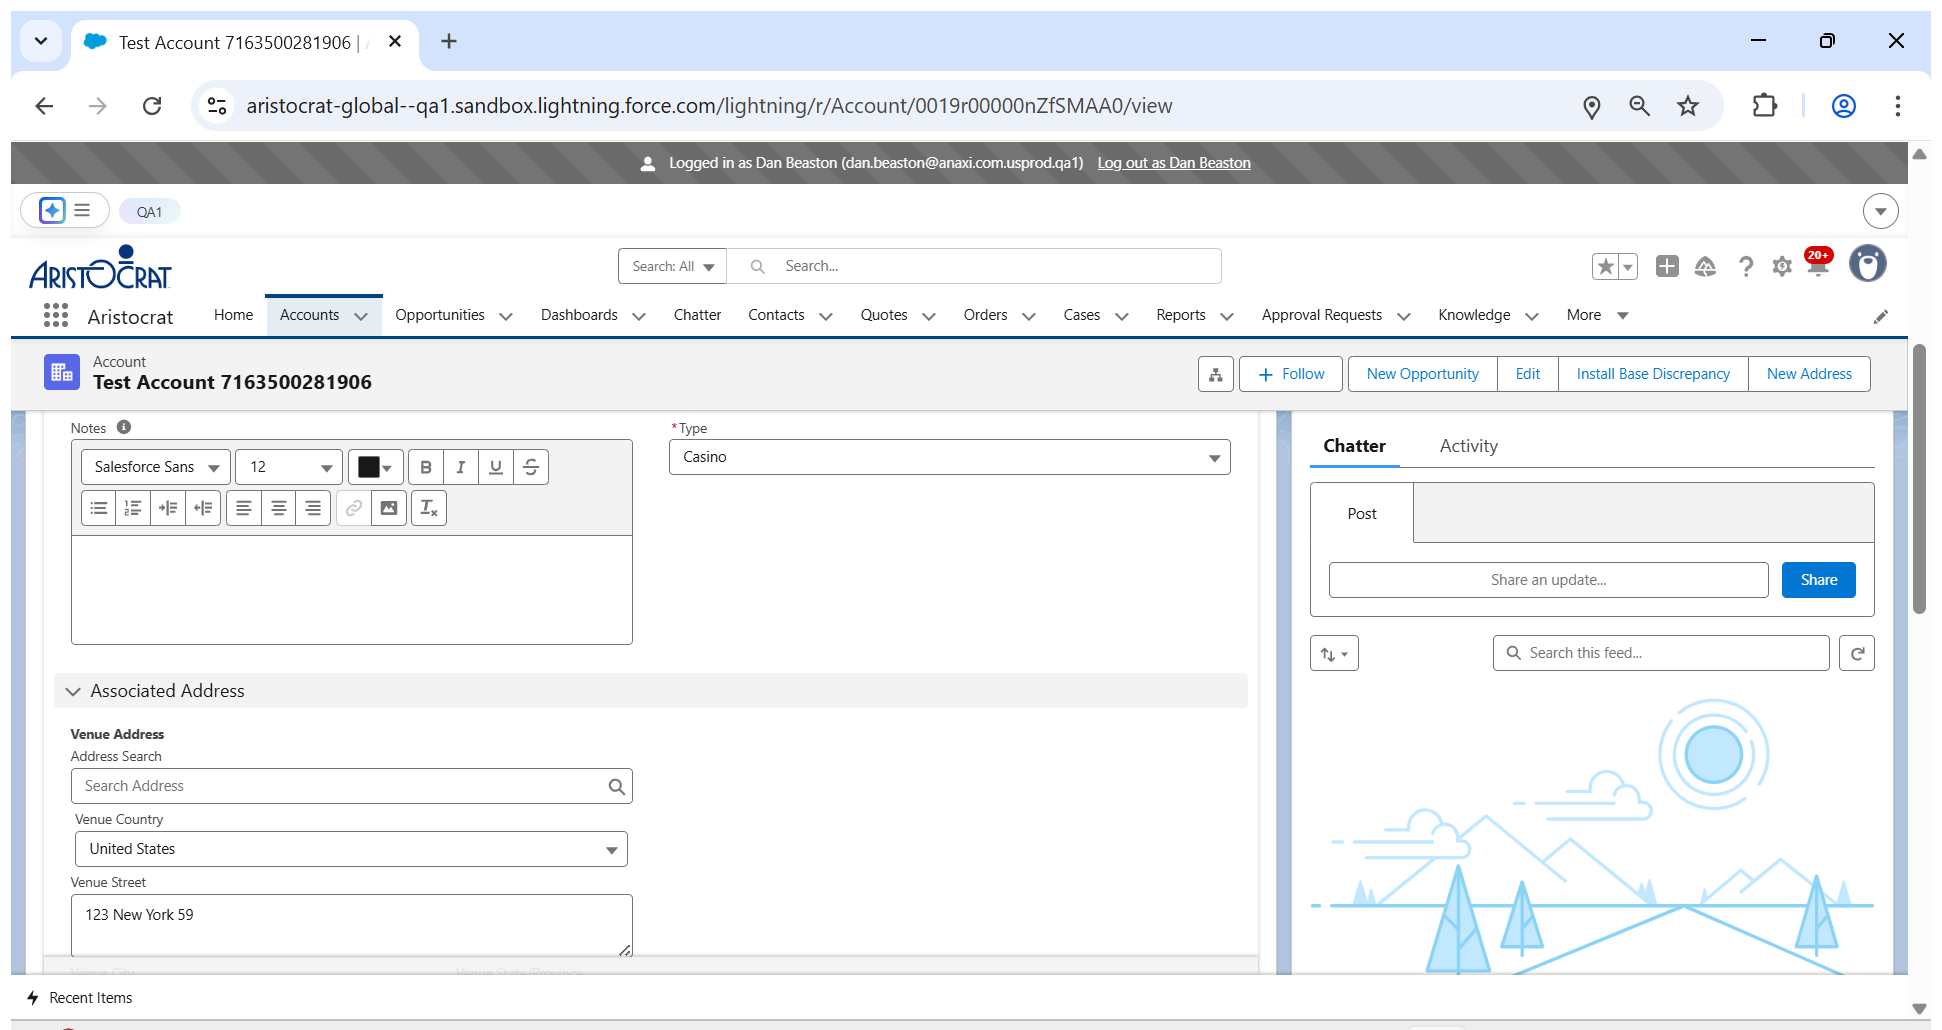 Test Account 7163500281906 |
aristocrat-global--qa1.sandbox.lightning.force.com/lightning/r/Account/0019r00000nZfSMAA0/view
Logged in as Dan Beaston (dan.beaston@anaxi.com.usprod.qa1) Log out as Dan Beaston
QA1
ARISTOCRAT
Search: All
Search...
20+
Aristocrat
Home
Accounts
Opportunities
Dashboards
Chatter
Contacts
Quotes
Orders
Cases
Reports
Approval Requests
Knowledge
More
Account
Test Account 7163500281906
Follow
New Opportunity
Edit
Install Base Discrepancy
New Address
Notes
*Type
Salesforce Sans
12
B I U S
Casino
Associated Address
Venue Address
Address Search
Search Address
Venue Country
United States
Venue Street
123 New York 59
Venue City
Venue State/Province
Chatter
Activity
Post
Share an update...
Share
Search this feed...
Recent Items